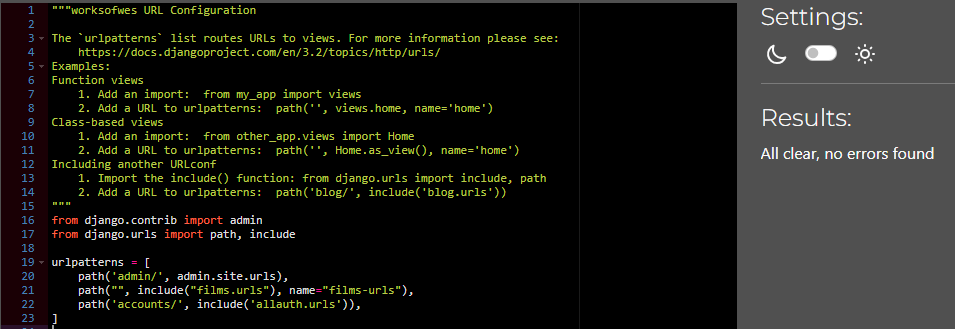 1 """worksofwes URL Configuration
2
3 The `urlpatterns` list routes URLs to views. For more information please see:
4     https://docs.djangoproject.com/en/3.2/topics/http/urls/
5 Examples:
6 Function views
7     1. Add an import:  from my_app import views
8     2. Add a URL to urlpatterns:  path('', views.home, name='home')
9 Class-based views
10     1. Add an import:  from other_app.views import Home
11     2. Add a URL to urlpatterns:  path('', Home.as_view(), name='home')
12 Including another URLconf
13     1. Import the include() function: from django.urls import include, path
14     2. Add a URL to urlpatterns:  path('blog/', include('blog.urls'))
15 """
16 from django.contrib import admin
17 from django.urls import path, include
18
19 urlpatterns = [
20     path('admin/', admin.site.urls),
21     path("", include("films.urls"), name="films-urls"),
22     path('accounts/', include('allauth.urls')),
23 ]
Settings:
Results:
All clear, no errors found